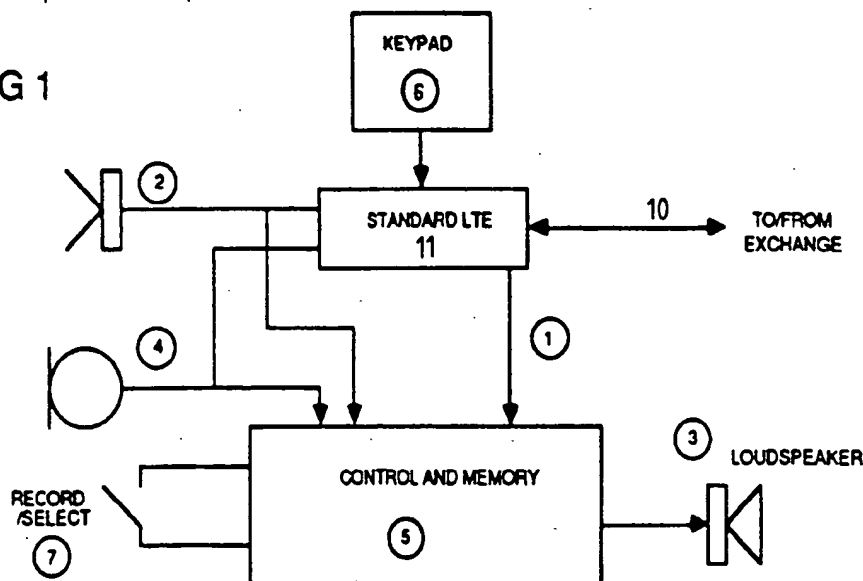 G 1
KEYPAD
6
2
STANDARD LTE
11
10
TO/FROM
EXCHANGE
4
1
3
LOUDSPEAKER
CONTROL AND MEMORY
RECORD
/SELECT
7
5